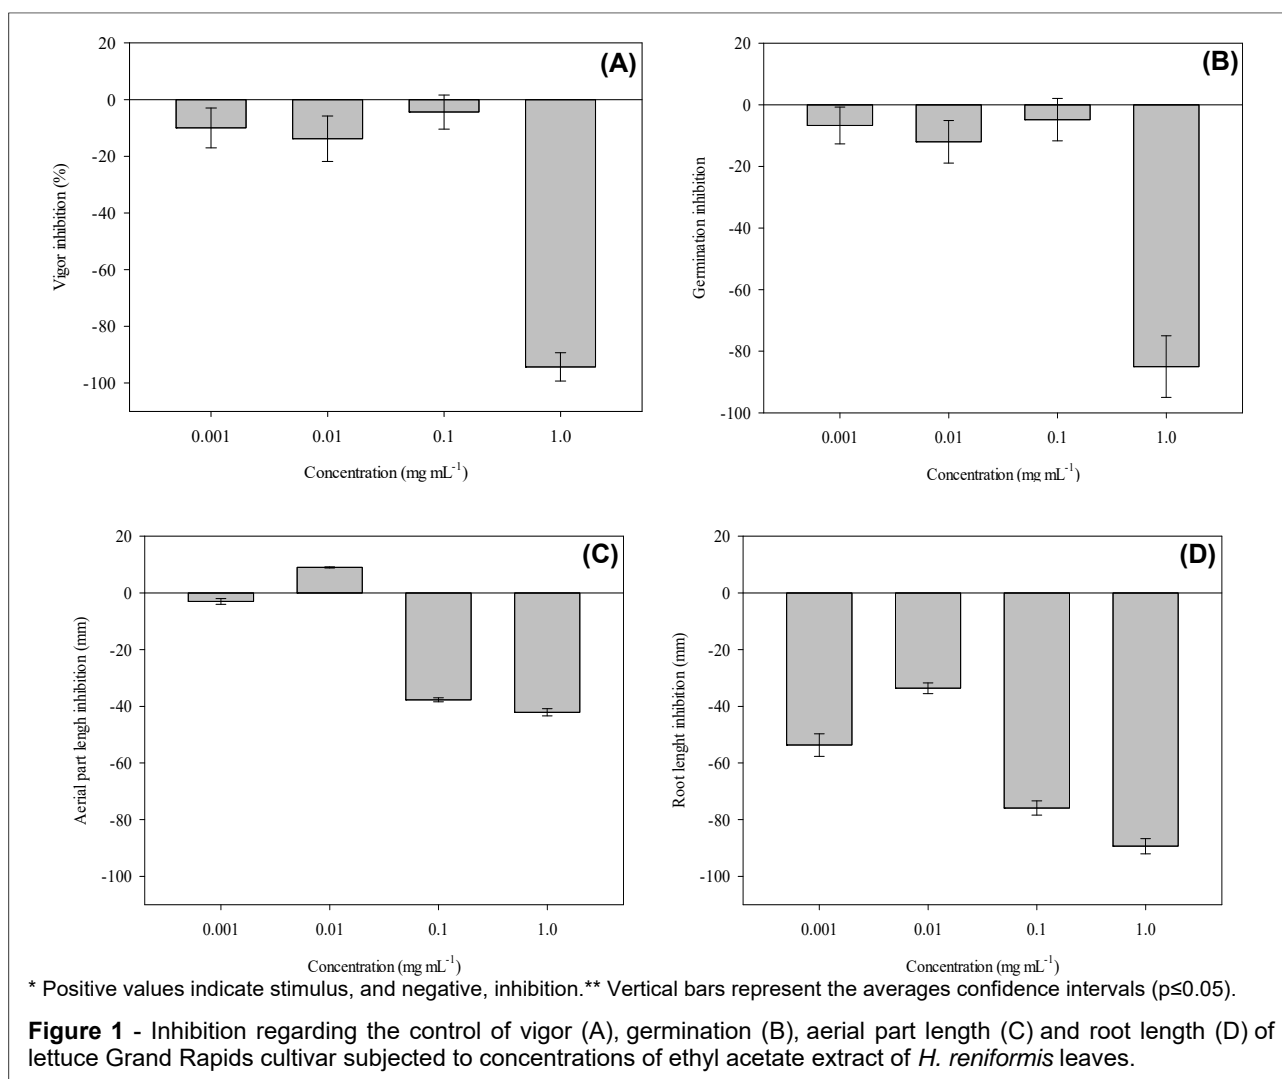 20
0
-20
-40
-60
-80
-100
Vigor inhibition (%)
(A)
0.001 0.01 0.1 1.0
Concentration (mg mL-1)
20
0
-20
-40
-60
-80
-100
Germination inhibition
(B)
0.001 0.01 0.1 1.0
Concentration (mg mL-1)
20
0
-20
-40
-60
-80
-100
Aerial part lengh inhibition (mm)
(C)
0.001 0.01 0.1 1.0
Concentration (mg mL-1)
20
0
-20
-40
-60
-80
-100
Root lenght inhibition (mm)
(D)
0.001 0.01 0.1 1.0
Concentration (mg mL-1)
* Positive values indicate stimulus, and negative, inhibition.** Vertical bars represent the averages confidence intervals (p≤0.05).
Figure 1 - Inhibition regarding the control of vigor (A), germination (B), aerial part length (C) and root length (D) of
lettuce Grand Rapids cultivar subjected to concentrations of ethyl acetate extract of H. reniformis leaves.